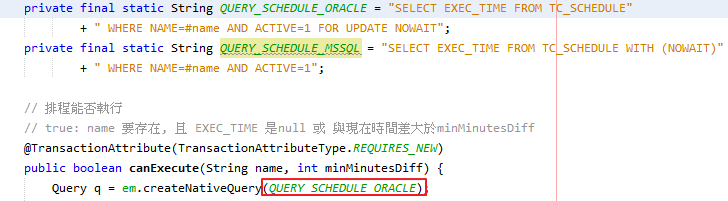 private final static String QUERY_SCHEDULE_ORACLE = "SELECT EXEC_TIME FROM TC_SCHEDULE"
+ " WHERE NAME=#name AND ACTIVE=1 FOR UPDATE NOWAIT";
private final static String QUERY_SCHEDULE_MSSQL = "SELECT EXEC_TIME FROM TC_SCHEDULE WITH (NOWAIT)"
+ " WHERE NAME=#name AND ACTIVE=1";
// 排程能否執行
// true: name 要存在, 且 EXEC_TIME 是null 或 與現在時間差大於minMinutesDiff
@TransactionAttribute(TransactionAttributeType.REQUIRES_NEW)
public boolean canExecute(String name, int minMinutesDiff) {
Query q = em.createNativeQuery(QUERY_SCHEDULE_ORACLE);